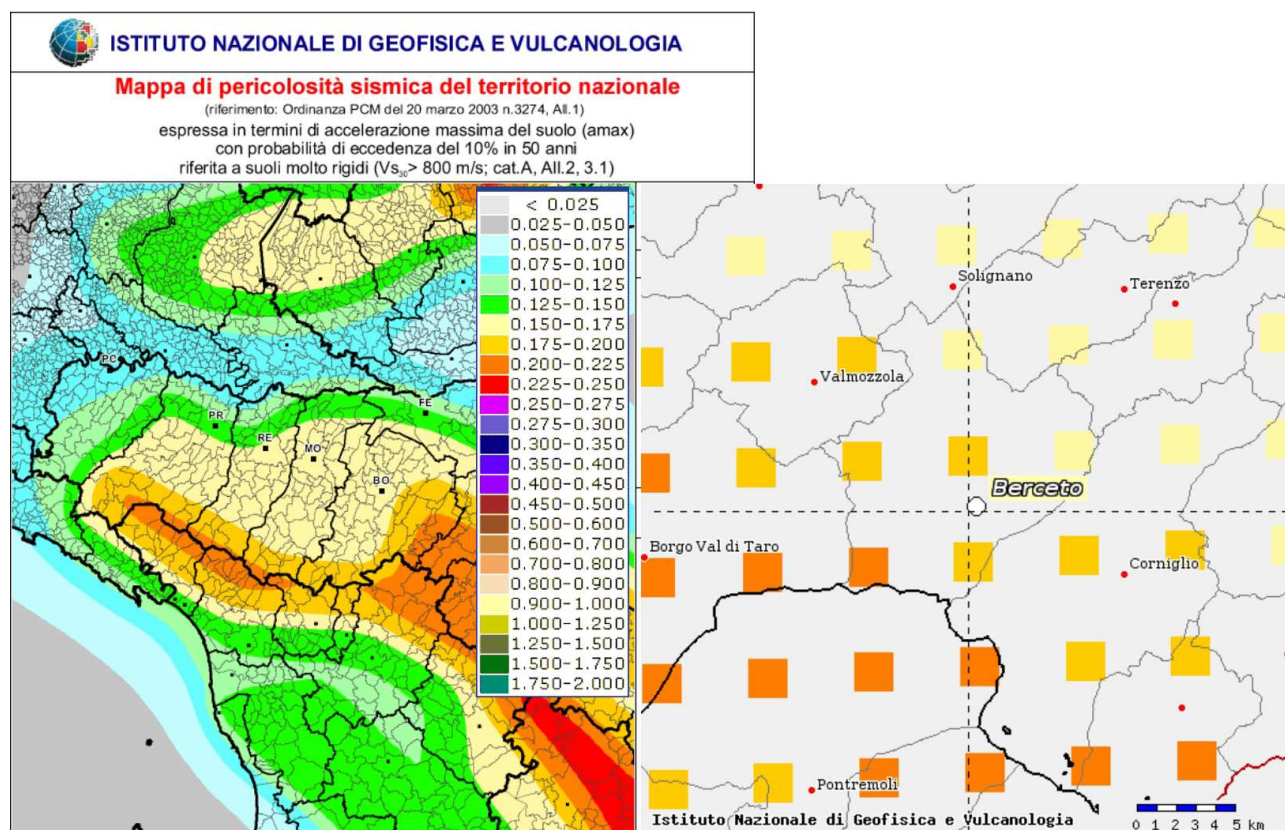 ISTITUTO NAZIONALE DI GEOFISICA E VULCANOLOGIA
Mappa di pericolosità sismica del territorio nazionale
(riferimento: Ordinanza PCM del 20 marzo 2003 n.3274, All.1)
espressa in termini di accelerazione massima del suolo (amax)
con probabilità di eccedenza del 10% in 50 anni
riferita a suoli molto rigidi (Vs30> 800 m/s; cat.A, All.2, 3.1)
PC
PR
RE
MO
FE
BO
< 0.025
0.025-0.050
0.050-0.075
0.075-0.100
0.100-0.125
0.125-0.150
0.150-0.175
0.175-0.200
0.200-0.225
0.225-0.250
0.250-0.275
0.275-0.300
0.300-0.350
0.350-0.400
0.400-0.450
0.450-0.500
0.500-0.600
0.600-0.700
0.700-0.800
0.800-0.900
0.900-1.000
1.000-1.250
1.250-1.500
1.500-1.750
1.750-2.000
Solignano
Terenzo
Valmozzola
Berceto
Borgo Val di Taro
Corniglio
Pontremoli
0 1 2 3 4 5 km
Istituto Nazionale di Geofisica e Vulcanologia